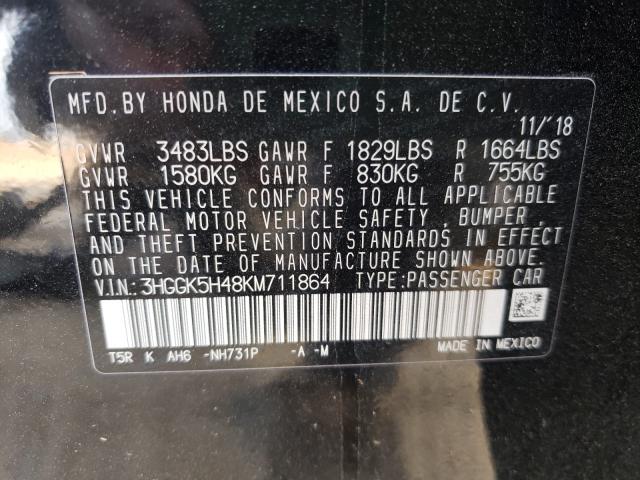 MFD. BY HONDA DE MEXICO S.A. DE C.V.
11/'18
GVWR 3483LBS GAWR F 1829LBS R 1664LBS
GVWR 1580KG GAWR F 830KG R 755KG
THIS VEHICLE CONFORMS TO ALL APPLICABLE
FEDERAL MOTOR VEHICLE SAFETY, BUMPER,
AND THEFT PREVENTION STANDARDS IN EFFECT
ON THE DATE OF MANUFACTURE SHOWN ABOVE.
V.I.N.:3HGGK5H48KM711864 TYPE:PASSENGER CAR
T5R K AH6 -NH731P -A -M MADE IN MEXICO